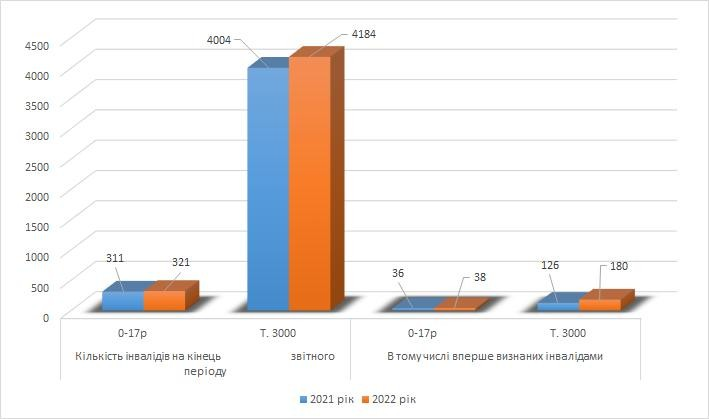 4500
4000
3500
3000
2500
2000
1500
1000
500
0
4004
4184
311
321
36
38
126
180
0-17р
Т. 3000
0-17р
Т. 3000
Кількість інвалідів на кінець звітного
періоду
В тому числі вперше визнаних інвалідами
2021 рік
2022 рік